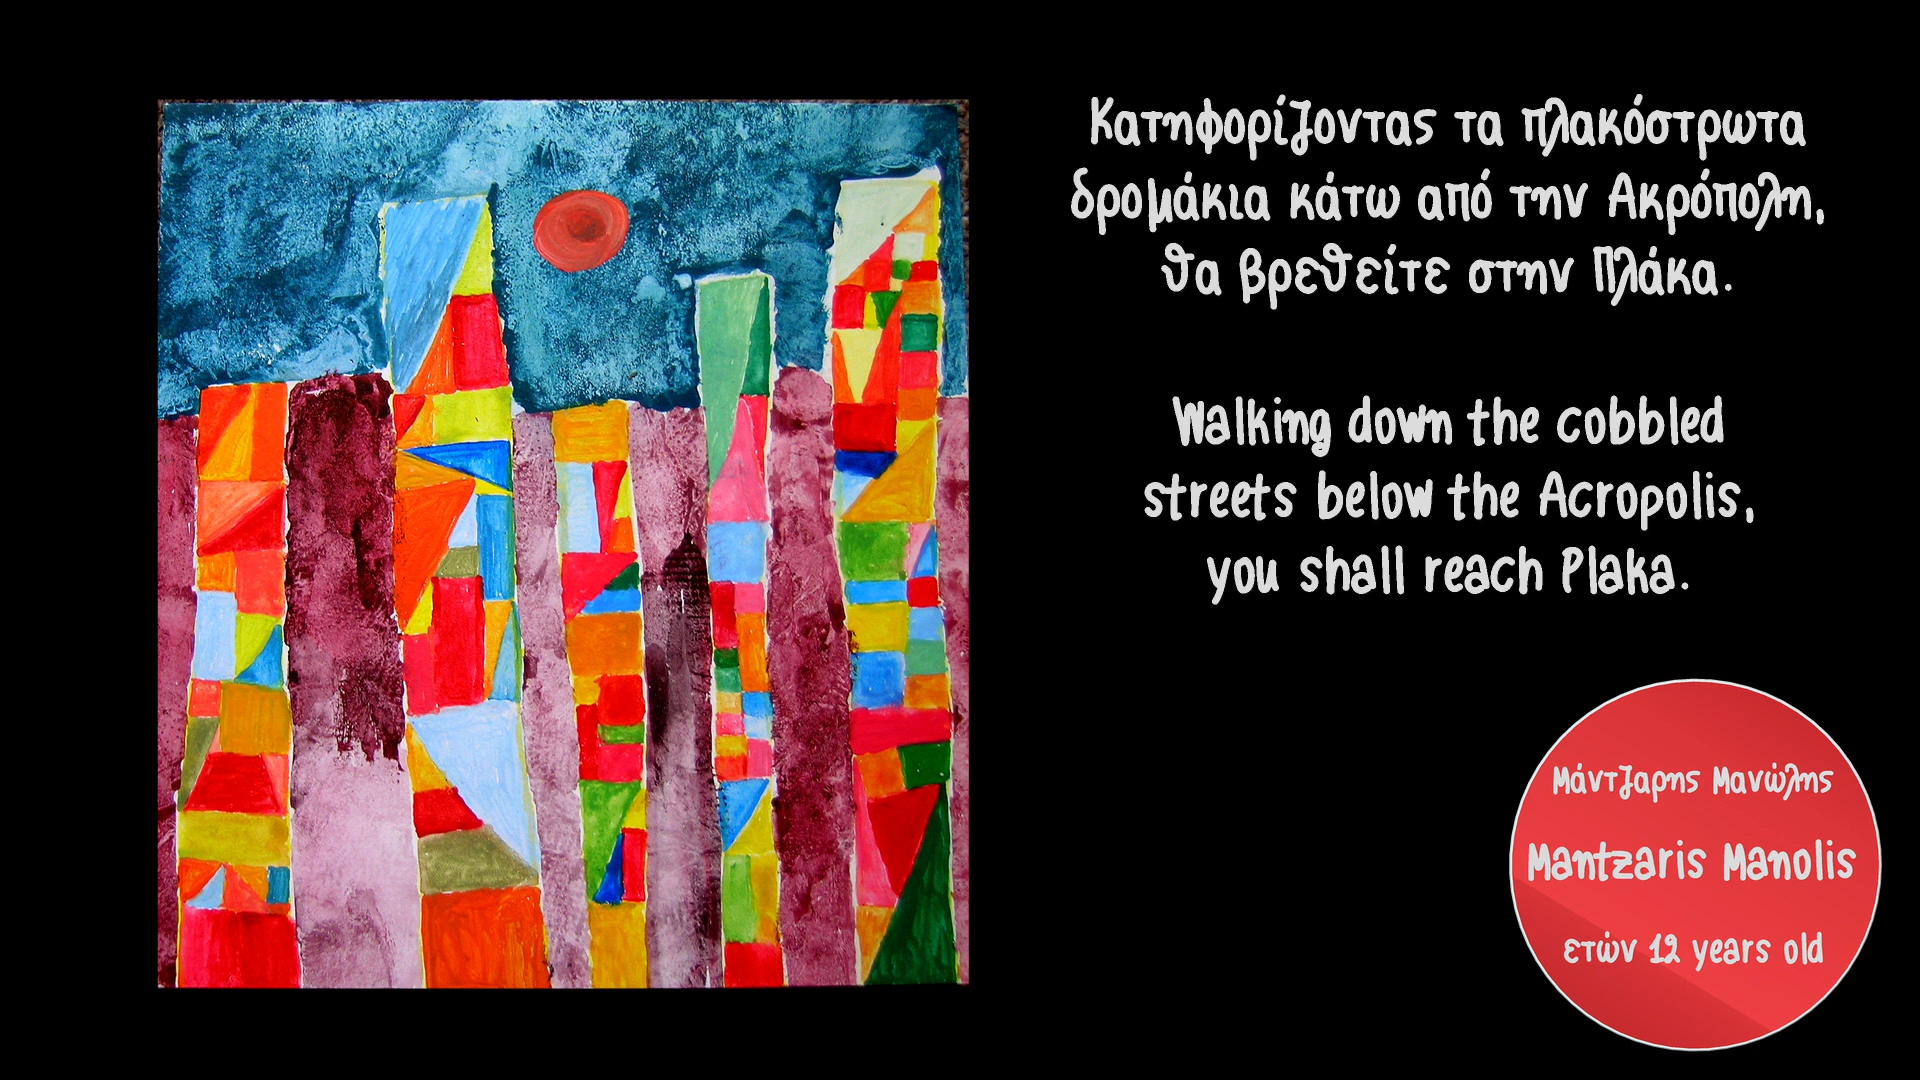 Κατηφορίζοντας τα πλακόστρωτα
δρομάκια κάτω από την Ακρόπολη,
θα βρεθείτε στην Πλάκα.
Walking down the cobbled
streets below the Acropolis,
you shall reach Plaka.
Μάντζαρης Μανώλης
Mantzaris Manolis
ετών 12 years old